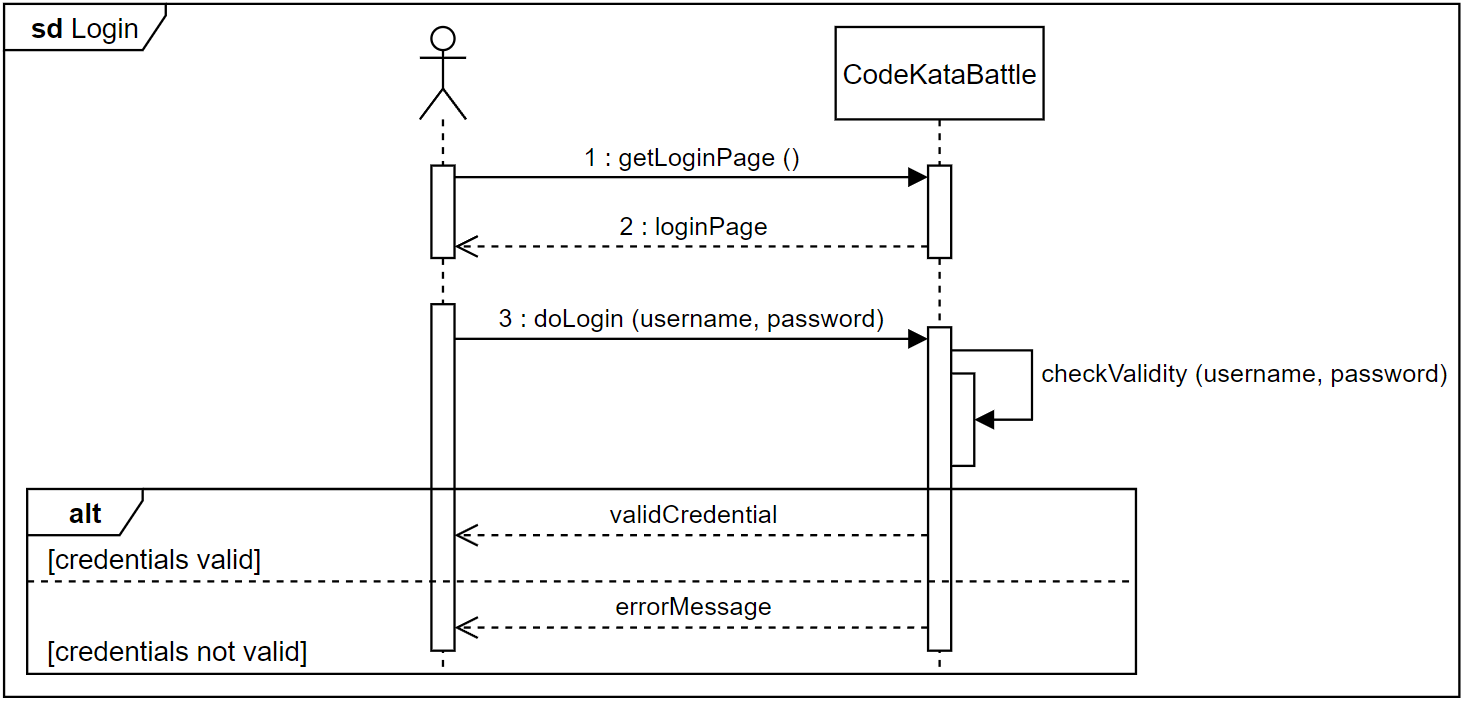 sd Login
CodeKataBattle
1 : getLoginPage ()
2 : loginPage
3 : doLogin (username, password)
checkValidity (username, password)
alt
validCredential
[credentials valid]
errorMessage
[credentials not valid]